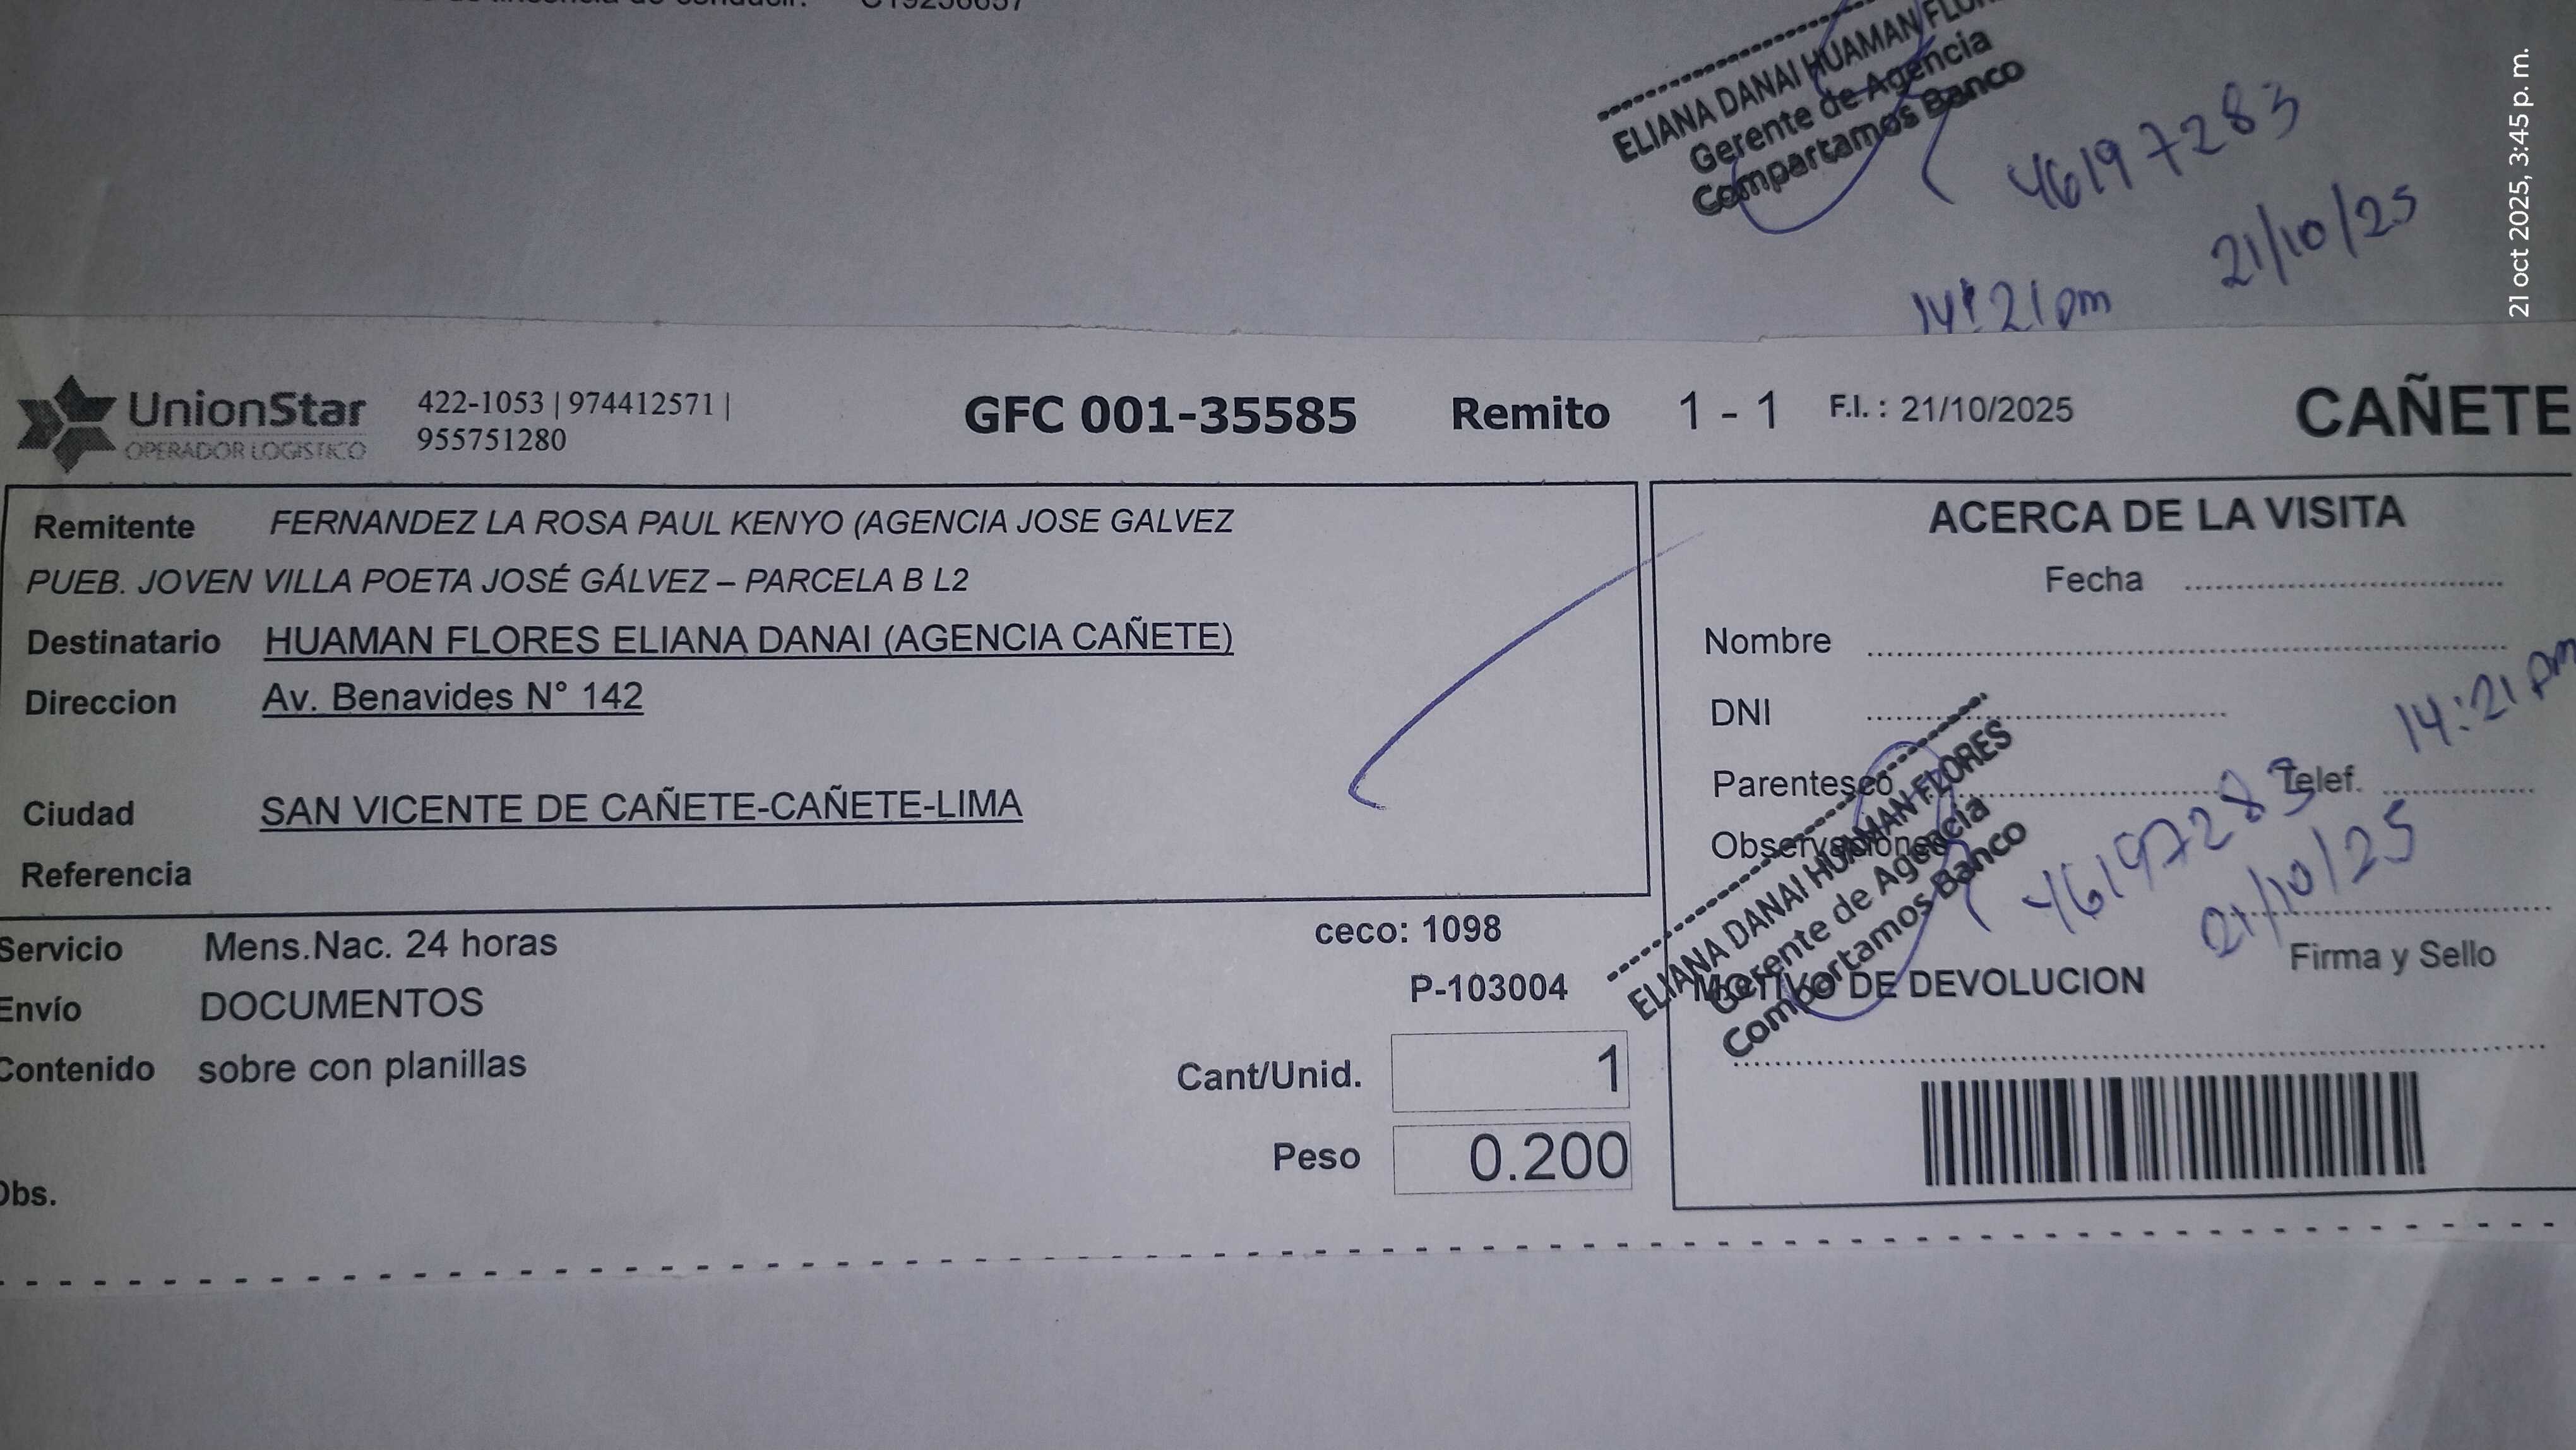 ELIANA DANAI HUAMAN
Gerente de Agencia
Compartamos Banco
46197283
21/10/25
14:21 pm
21 oct 2025, 3:45 p. m.
UnionStar
OPERADOR LOGISTICO
422-1053 | 974412571 |
955751280
GFC 001-35585 Remito 1 - 1 F.I. : 21/10/2025 CAÑETE
Remitente FERNANDEZ LA ROSA PAUL KENYO (AGENCIA JOSE GALVEZ
PUEB. JOVEN VILLA POETA JOSÉ GÁLVEZ – PARCELA B L2
Destinatario HUAMAN FLORES ELIANA DANAI (AGENCIA CAÑETE)
Direccion Av. Benavides N° 142
Ciudad SAN VICENTE DE CAÑETE-CAÑETE-LIMA
Referencia
Servicio Mens.Nac. 24 horas
ceco: 1098
Envío DOCUMENTOS
P-103004
Contenido sobre con planillas
Cant/Unid. 1
Peso 0.200
Obs.
ACERCA DE LA VISITA
Fecha
Nombre
DNI
14:21 pm
Parentesco Telef.
Observaciones
46197283
21/10/25
ELIANA DANAI HUAMAN FLORES
Gerente de Agencia
Compartamos Banco
Firma y Sello
MOTIVO DE DEVOLUCION